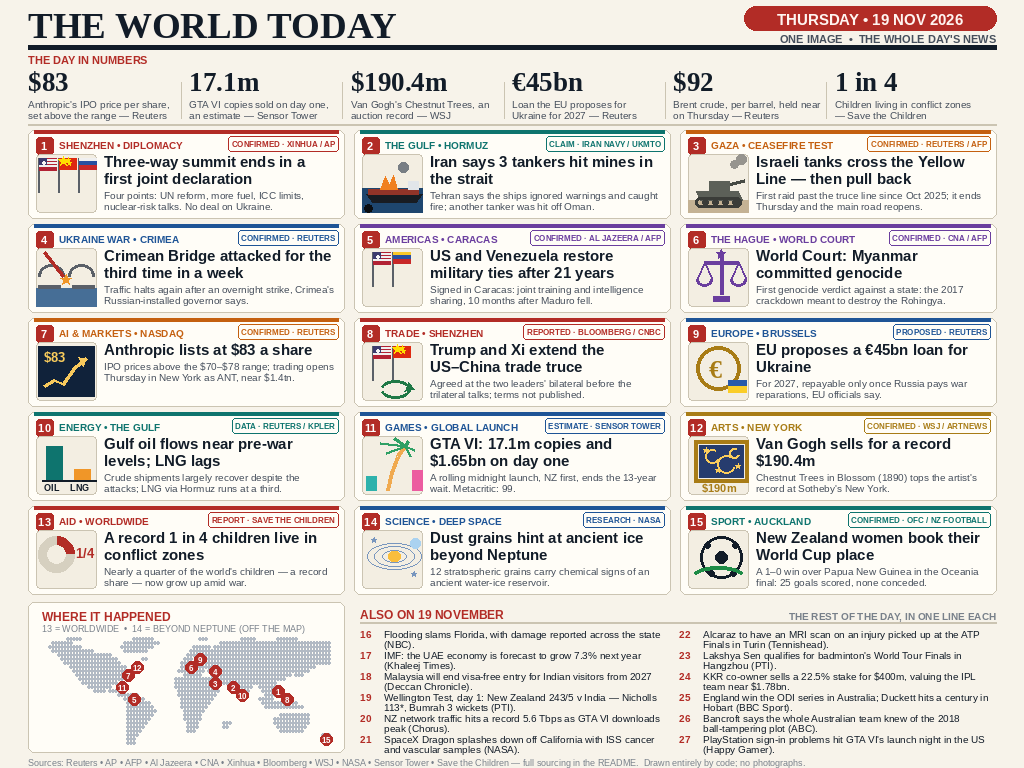 THE WORLD TODAY
THURSDAY • 19 NOV 2026
ONE IMAGE • THE WHOLE DAY'S NEWS
THE DAY IN NUMBERS
$83
Anthropic's IPO price per share,
set above the range — Reuters
17.1m
GTA VI copies sold on day one,
an estimate — Sensor Tower
$190.4m
Van Gogh's Chestnut Trees, an
auction record — WSJ
€45bn
Loan the EU proposes for
Ukraine for 2027 — Reuters
$92
Brent crude, per barrel, held near
on Thursday — Reuters
1 in 4
Children living in conflict zones
— Save the Children
1 SHENZHEN • DIPLOMACY
CONFIRMED · XINHUA / AP
Three-way summit ends in a
first joint declaration
Four points: UN reform, more fuel, ICC limits,
nuclear-risk talks. No deal on Ukraine.
2 THE GULF • HORMUZ
CLAIM · IRAN NAVY / UKMTO
Iran says 3 tankers hit mines in
the strait
Tehran says the ships ignored warnings and caught
fire; another tanker was hit off Oman.
3 GAZA • CEASEFIRE TEST
CONFIRMED · REUTERS / AFP
Israeli tanks cross the Yellow
Line — then pull back
First raid past the truce line since Oct 2025; it ends
Thursday and the main road reopens.
4 UKRAINE WAR • CRIMEA
CONFIRMED · REUTERS
Crimean Bridge attacked for the
third time in a week
Traffic halts again after an overnight strike, Crimea's
Russian-installed governor says.
5 AMERICAS • CARACAS
CONFIRMED · AL JAZEERA / AFP
US and Venezuela restore
military ties after 21 years
Signed in Caracas: joint training and intelligence
sharing, 10 months after Maduro fell.
6 THE HAGUE • WORLD COURT
CONFIRMED · CNA / AFP
World Court: Myanmar
committed genocide
First genocide verdict against a state: the 2017
crackdown meant to destroy the Rohingya.
7 AI & MARKETS • NASDAQ
CONFIRMED · REUTERS
$83
Anthropic lists at $83 a share
IPO prices above the $70–$78 range; trading opens
Thursday in New York as ANT, near $1.4tn.
8 TRADE • SHENZHEN
REPORTED · BLOOMBERG / CNBC
Trump and Xi extend the
US–China trade truce
Agreed at the two leaders' bilateral before the
trilateral talks; terms not published.
9 EUROPE • BRUSSELS
PROPOSED · REUTERS
€
EU proposes a €45bn loan for
Ukraine
For 2027, repayable only once Russia pays war
reparations, EU officials say.
10 ENERGY • THE GULF
DATA · REUTERS / KPLER
OIL LNG
Gulf oil flows near pre-war
levels; LNG lags
Crude shipments largely recover despite the
attacks; LNG via Hormuz runs at a third.
11 GAMES • GLOBAL LAUNCH
ESTIMATE · SENSOR TOWER
GTA VI: 17.1m copies and
$1.65bn on day one
A rolling midnight launch, NZ first, ends the 13-year
wait. Metacritic: 99.
12 ARTS • NEW YORK
CONFIRMED · WSJ / ARTNEWS
$190m
Van Gogh sells for a record
$190.4m
Chestnut Trees in Blossom (1890) tops the artist's
record at Sotheby's New York.
13 AID • WORLDWIDE
REPORT · SAVE THE CHILDREN
1/4
A record 1 in 4 children live in
conflict zones
Nearly a quarter of the world's children — a record
share — now grow up amid war.
14 SCIENCE • DEEP SPACE
RESEARCH · NASA
Dust grains hint at ancient ice
beyond Neptune
12 stratospheric grains carry chemical signs of an
ancient water-ice reservoir.
15 SPORT • AUCKLAND
CONFIRMED · OFC / NZ FOOTBALL
New Zealand women book their
World Cup place
A 1–0 win over Papua New Guinea in the Oceania
final: 25 goals scored, none conceded.
WHERE IT HAPPENED
13 = WORLDWIDE • 14 = BEYOND NEPTUNE (OFF THE MAP)
9
12
6
4
7
3
11
2
1
10
5
8
15
ALSO ON 19 NOVEMBER
THE REST OF THE DAY, IN ONE LINE EACH
16 Flooding slams Florida, with damage reported across the state
(NBC).
17 IMF: the UAE economy is forecast to grow 7.3% next year
(Khaleej Times).
18 Malaysia will end visa-free entry for Indian visitors from 2027
(Deccan Chronicle).
19 Wellington Test, day 1: New Zealand 243/5 v India — Nicholls
113*, Bumrah 3 wickets (PTI).
20 NZ network traffic hits a record 5.6 Tbps as GTA VI downloads
peak (Chorus).
21 SpaceX Dragon splashes down off California with ISS cancer
and vascular samples (NASA).
22 Alcaraz to have an MRI scan on an injury picked up at the ATP
Finals in Turin (Tennishead).
23 Lakshya Sen qualifies for badminton's World Tour Finals in
Hangzhou (PTI).
24 KKR co-owner sells a 22.5% stake for $400m, valuing the IPL
team near $1.78bn.
25 England win the ODI series in Australia; Duckett hits a century in
Hobart (BBC Sport).
26 Bancroft says the whole Australian team knew of the 2018
ball-tampering plot (ABC).
27 PlayStation sign-in problems hit GTA VI's launch night in the US
(Happy Gamer).
Sources: Reuters • AP • AFP • Al Jazeera • CNA • Xinhua • Bloomberg • WSJ • NASA • Sensor Tower • Save the Children — full sourcing in the README. Drawn entirely by code; no photographs.